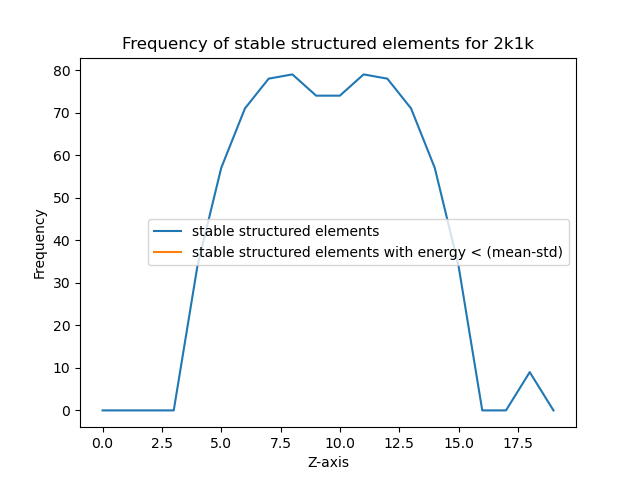 Frequency of stable structured elements for 2k1k
80
70
60
50
40
30
20
10
0
Frequency
stable structured elements
stable structured elements with energy < (mean-std)
0.0 2.5 5.0 7.5 10.0 12.5 15.0 17.5
Z-axis